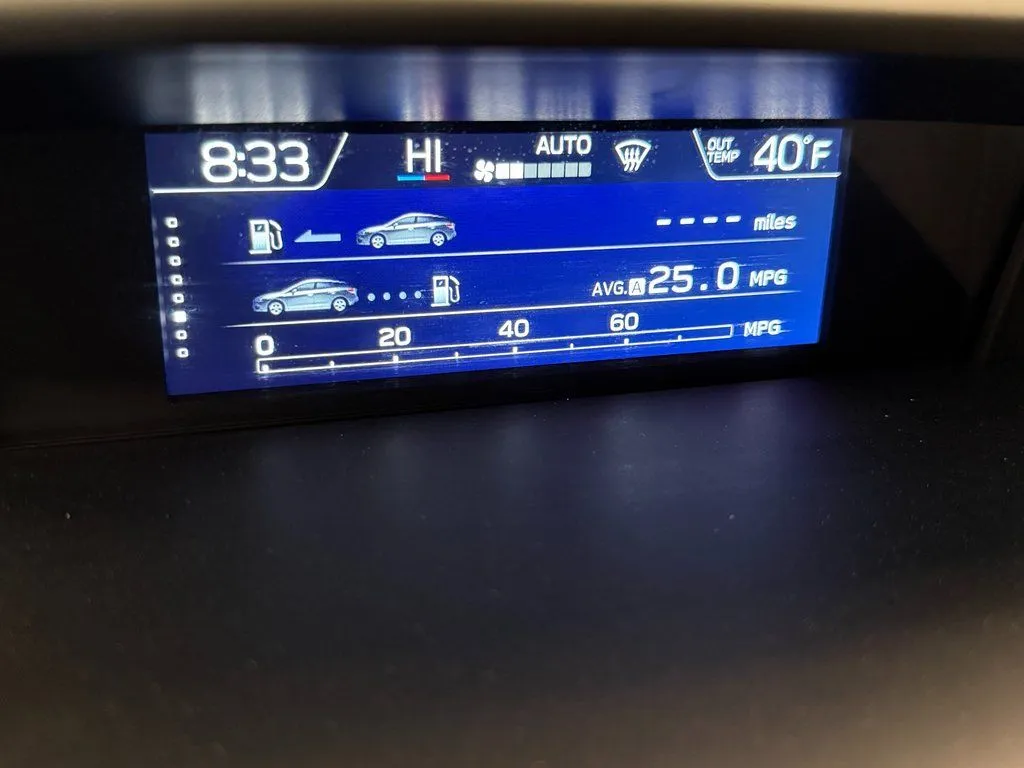 8:33 HI AUTO OUT TEMP 40°F
---- miles
AVG. A 25.0 MPG
0 20 40 60 MPG